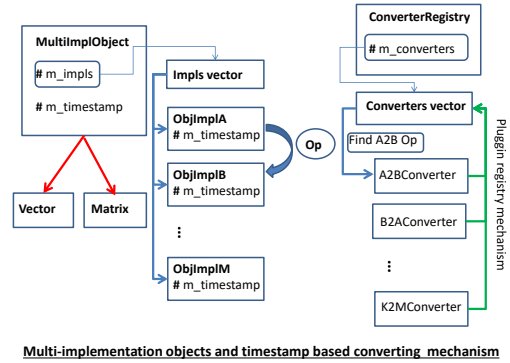 MultiImplObject
# m_impls
# m_timestamp
Vector
Matrix
Impls vector
ObjImplA
# m_timestamp
ObjImplB
# m_timestamp
...
ObjImplM
# m_timestamp
Op
ConverterRegistry
# m_converters
Converters vector
Find A2B Op
A2BConverter
B2AConverter
...
K2MConverter
Pluggin registry mechanism
Multi-implementation objects and timestamp based converting mechanism